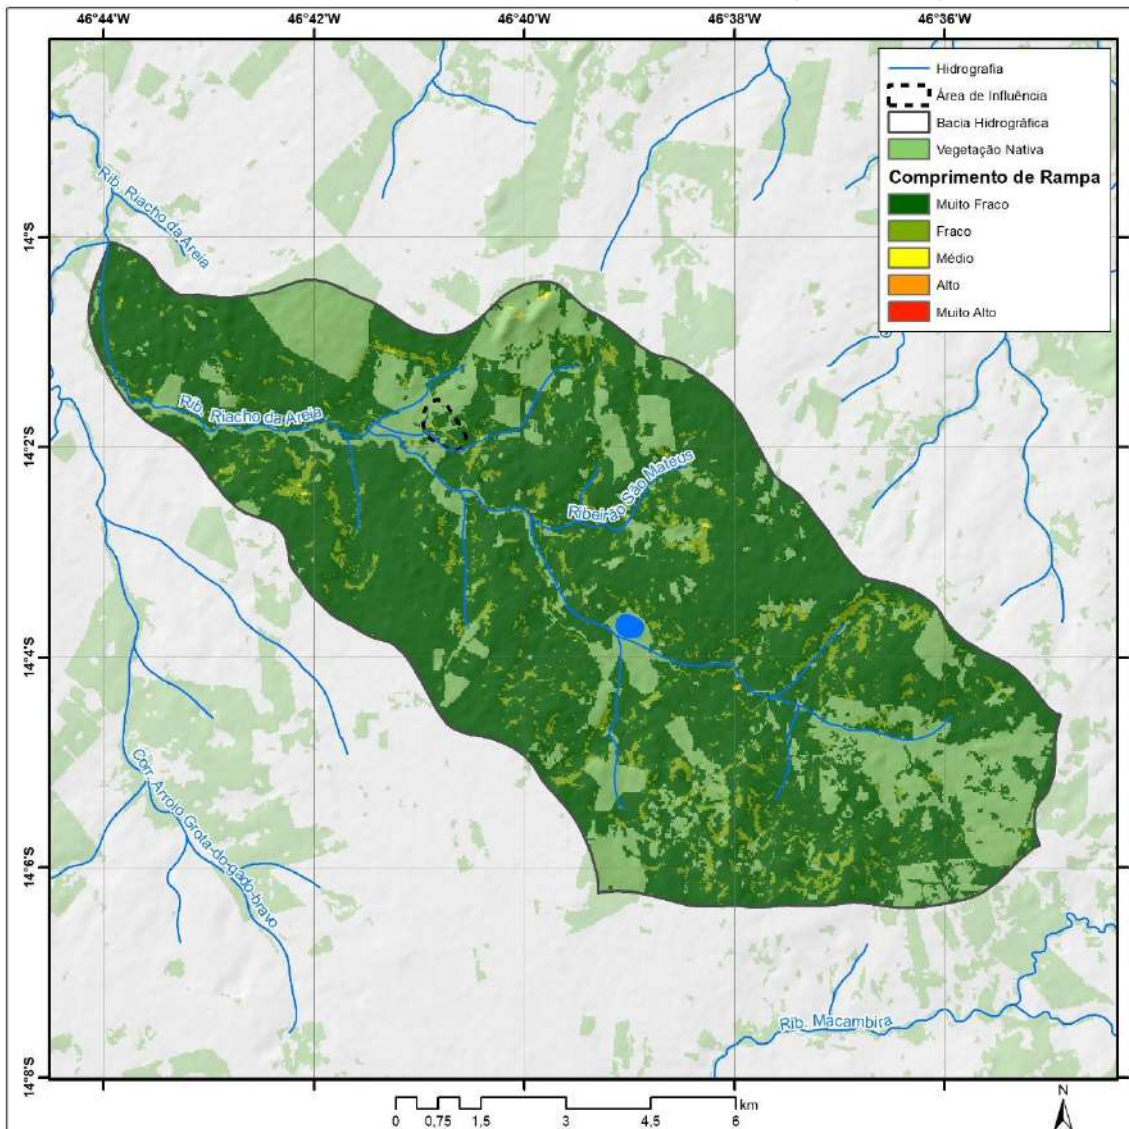 46°44'W
46°42'W
46°40'W
46°38'W
46°36'W
Hidrografia
Área de Influência
Bacia Hidrográfica
Vegetação Nativa
Comprimento de Rampa
Muito Fraco
Fraco
Médio
Alto
Muito Alto
14°S
14°2'S
14°4'S
14°6'S
14°8'S
Rib. Riacho da Areia
Rib. Riacho da Areia
Ribeirão São Mateus
Corr. Arroio Grota-do-gado-bravo
Rib. Macambira
km
0 0,75 1,5 3 4,5 6
N